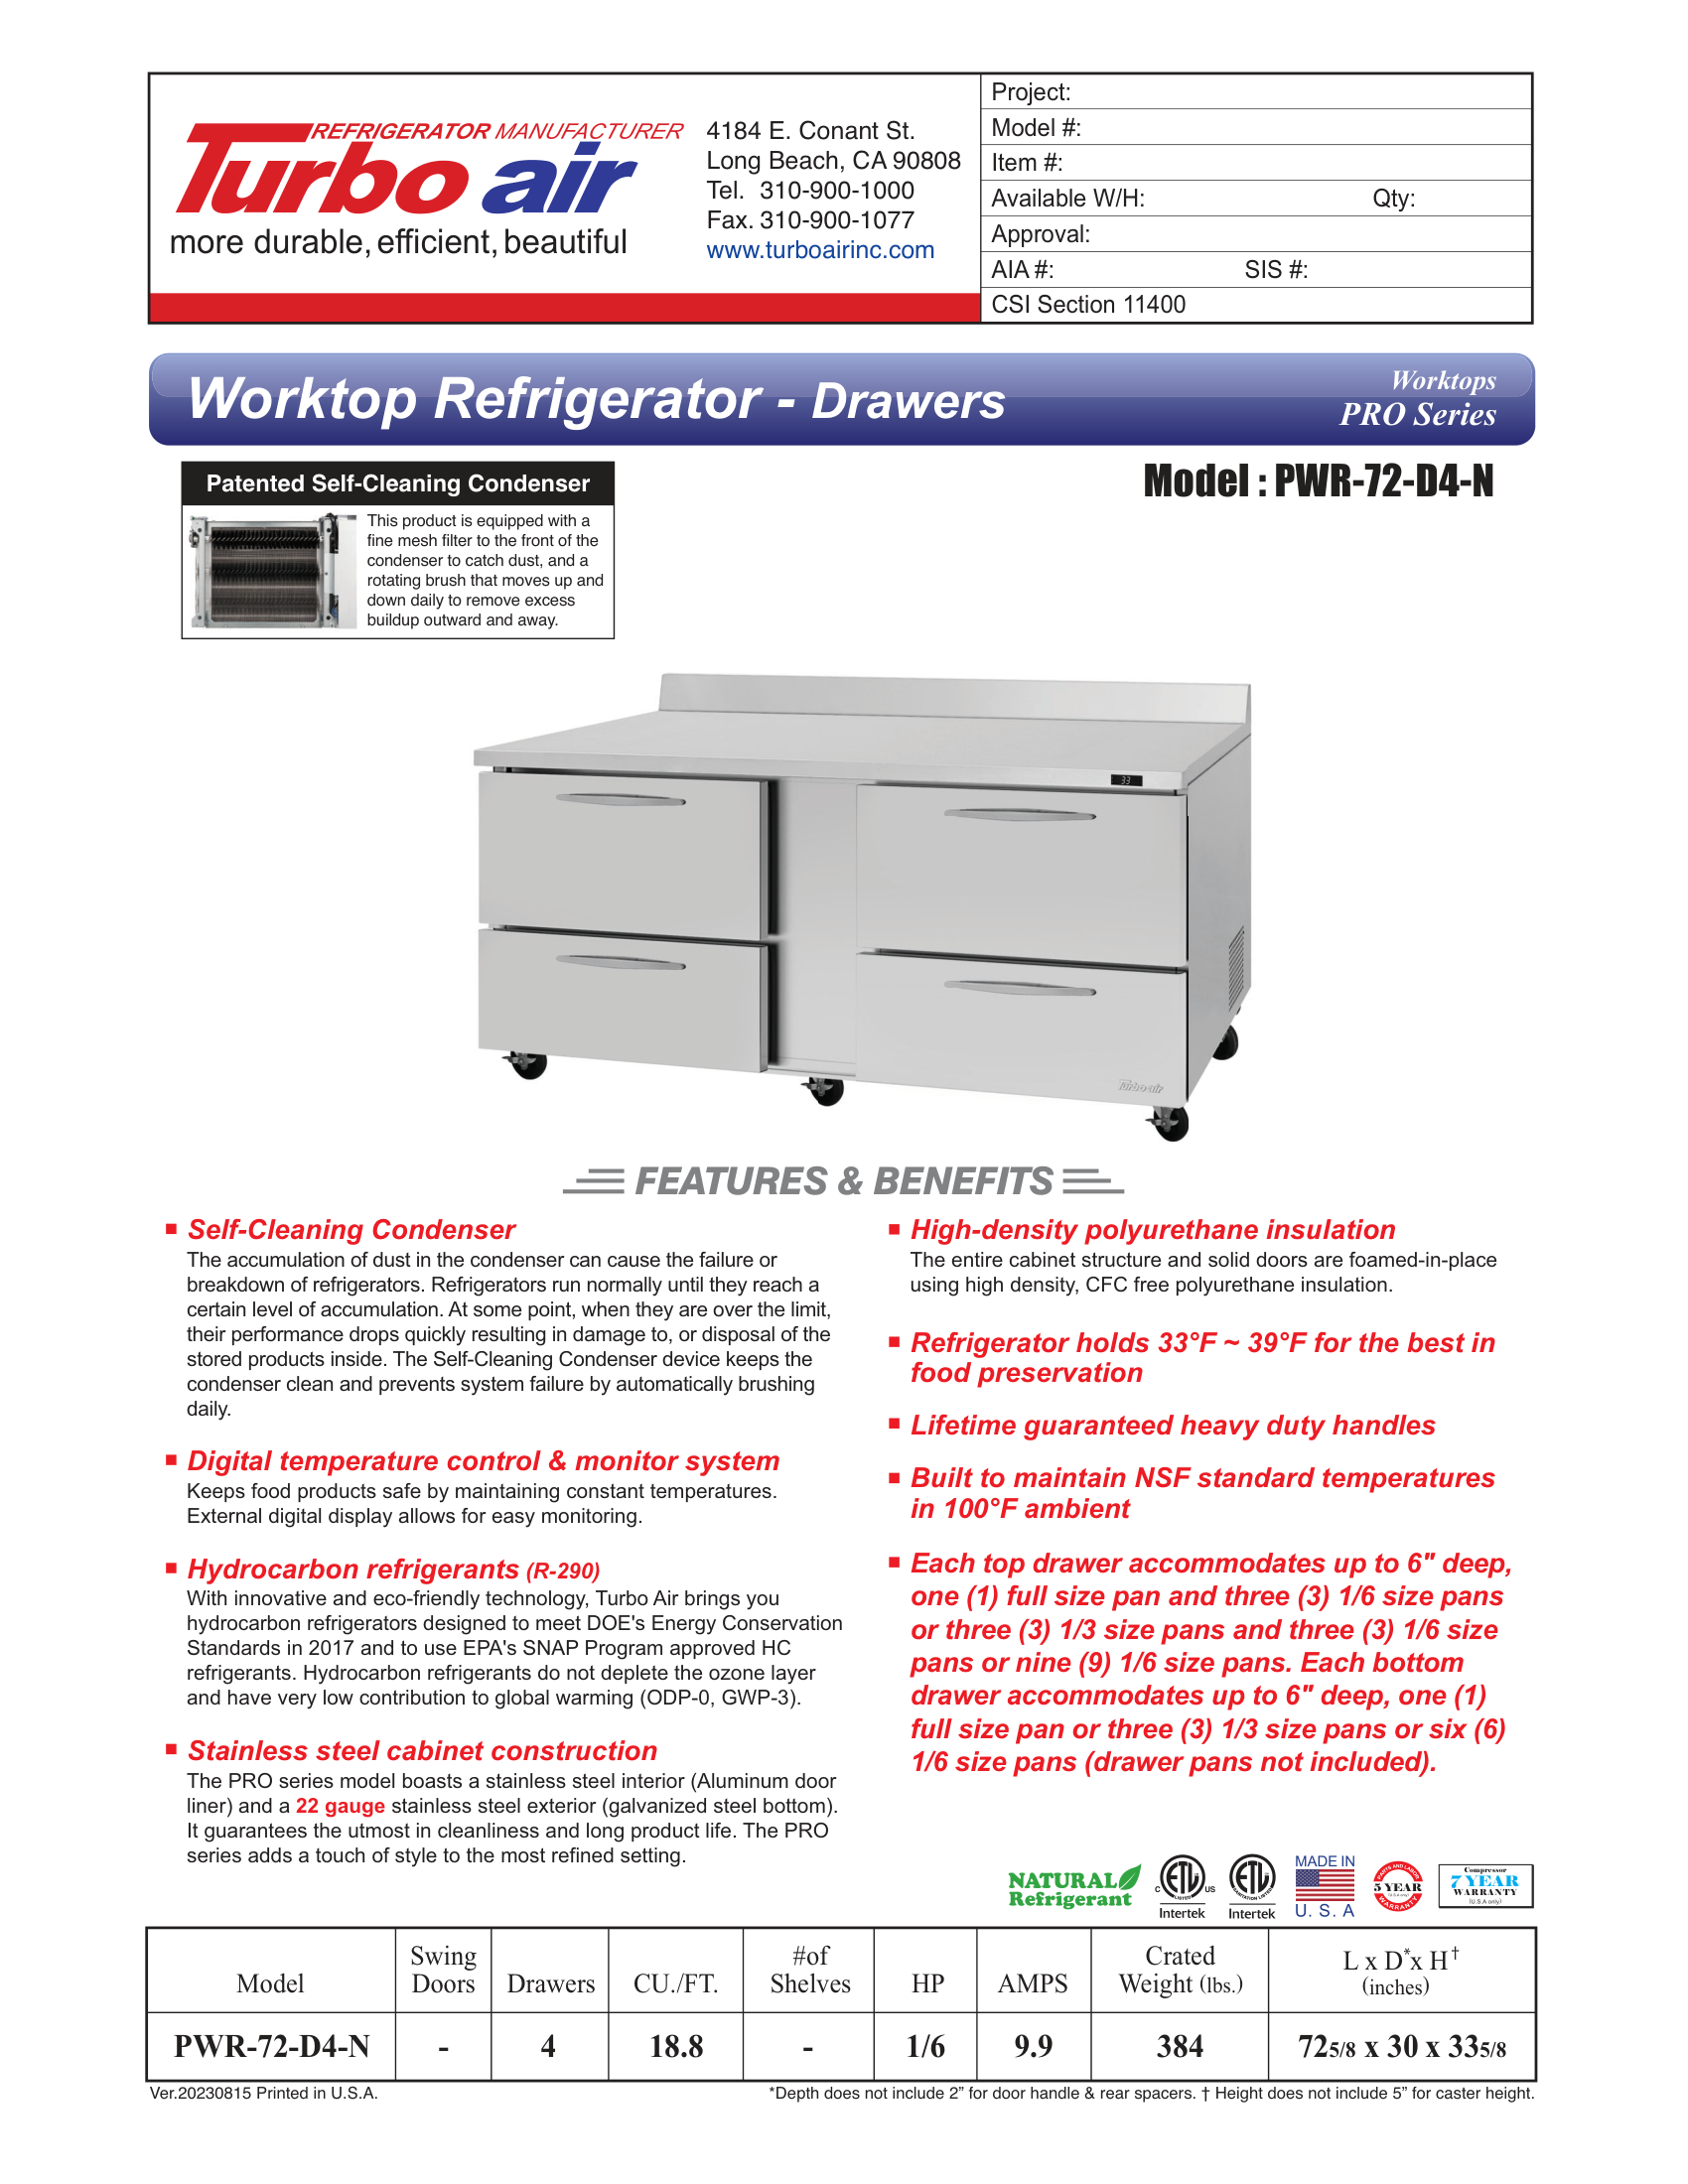 REFRIGERATOR MANUFACTURER
Turbo air
more durable, efficient, beautiful
4184 E. Conant St.
Long Beach, CA 90808
Tel. 310-900-1000
Fax. 310-900-1077
www.turboairinc.com
Project:
Model #:
Item #:
Available W/H: Qty:
Approval:
AIA #: SIS #:
CSI Section 11400
Worktop Refrigerator - Drawers
Worktops
PRO Series
Patented Self-Cleaning Condenser
This product is equipped with a
fine mesh filter to the front of the
condenser to catch dust, and a
rotating brush that moves up and
down daily to remove excess
buildup outward and away.
Model : PWR-72-D4-N
33
Turbo air
FEATURES & BENEFITS
■ Self-Cleaning Condenser
The accumulation of dust in the condenser can cause the failure or
breakdown of refrigerators. Refrigerators run normally until they reach a
certain level of accumulation. At some point, when they are over the limit,
their performance drops quickly resulting in damage to, or disposal of the
stored products inside. The Self-Cleaning Condenser device keeps the
condenser clean and prevents system failure by automatically brushing
daily.
■ Digital temperature control & monitor system
Keeps food products safe by maintaining constant temperatures.
External digital display allows for easy monitoring.
■ Hydrocarbon refrigerants (R-290)
With innovative and eco-friendly technology, Turbo Air brings you
hydrocarbon refrigerators designed to meet DOE's Energy Conservation
Standards in 2017 and to use EPA's SNAP Program approved HC
refrigerants. Hydrocarbon refrigerants do not deplete the ozone layer
and have very low contribution to global warming (ODP-0, GWP-3).
■ Stainless steel cabinet construction
The PRO series model boasts a stainless steel interior (Aluminum door
liner) and a 22 gauge stainless steel exterior (galvanized steel bottom).
It guarantees the utmost in cleanliness and long product life. The PRO
series adds a touch of style to the most refined setting.
■ High-density polyurethane insulation
The entire cabinet structure and solid doors are foamed-in-place
using high density, CFC free polyurethane insulation.
■ Refrigerator holds 33°F ~ 39°F for the best in
food preservation
■ Lifetime guaranteed heavy duty handles
■ Built to maintain NSF standard temperatures
in 100°F ambient
■ Each top drawer accommodates up to 6" deep,
one (1) full size pan and three (3) 1/6 size pans
or three (3) 1/3 size pans and three (3) 1/6 size
pans or nine (9) 1/6 size pans. Each bottom
drawer accommodates up to 6" deep, one (1)
full size pan or three (3) 1/3 size pans or six (6)
1/6 size pans (drawer pans not included).
NATURAL
Refrigerant
C ETL US
LISTED
Intertek
ETL
SANITATION LISTED
Intertek
MADE IN
U. S. A
PARTS AND LABOR
5 YEAR
(U.S.A only)
WARRANTY
Compressor
7 YEAR
WARRANTY
(U.S.A only)
Model Swing Doors Drawers CU./FT. #of Shelves HP AMPS Crated Weight (lbs.) L x D* x H† (inches)
PWR-72-D4-N - 4 18.8 - 1/6 9.9 384 725/8 x 30 x 335/8
Ver.20230815 Printed in U.S.A.
*Depth does not include 2” for door handle & rear spacers. † Height does not include 5” for caster height.